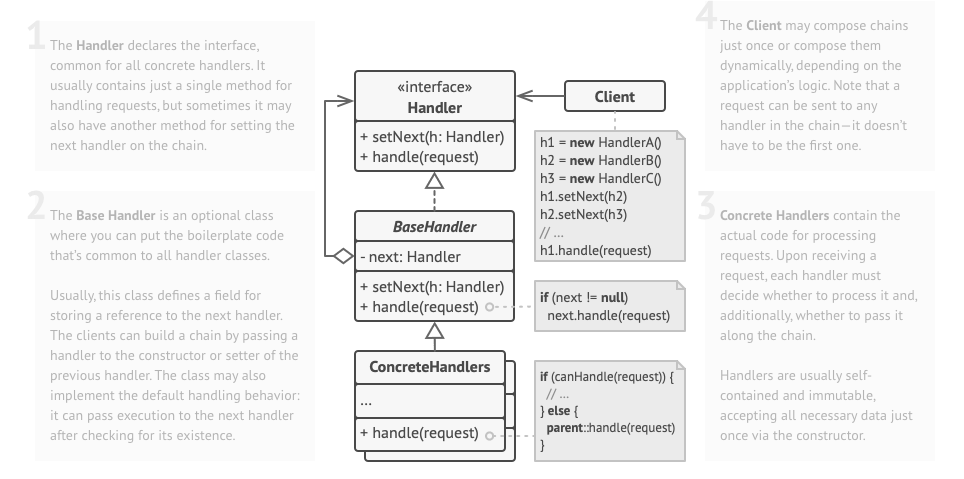 1
The Handler declares the interface,
common for all concrete handlers. It
usually contains just a single method for
handling requests, but sometimes it may
also have another method for setting the
next handler on the chain.
2
The Base Handler is an optional class
where you can put the boilerplate code
that's common to all handler classes.
Usually, this class defines a field for
storing a reference to the next handler.
The clients can build a chain by passing a
handler to the constructor or setter of the
previous handler. The class may also
implement the default handling behavior:
it can pass execution to the next handler
after checking for its existence.
«interface»
Handler
+ setNext(h: Handler)
+ handle(request)
BaseHandler
- next: Handler
+ setNext(h: Handler)
+ handle(request)
ConcreteHandlers
...
+ handle(request)
Client
h1 = new HandlerA()
h2 = new HandlerB()
h3 = new HandlerC()
h1.setNext(h2)
h2.setNext(h3)
// ...
h1.handle(request)
if (next != null)
next.handle(request)
if (canHandle(request)) {
// ...
} else {
parent::handle(request)
}
4
The Client may compose chains
just once or compose them
dynamically, depending on the
application's logic. Note that a
request can be sent to any
handler in the chain—it doesn't
have to be the first one.
3
Concrete Handlers contain the
actual code for processing
requests. Upon receiving a
request, each handler must
decide whether to process it and,
additionally, whether to pass it
along the chain.
Handlers are usually self-
contained and immutable,
accepting all necessary data just
once via the constructor.